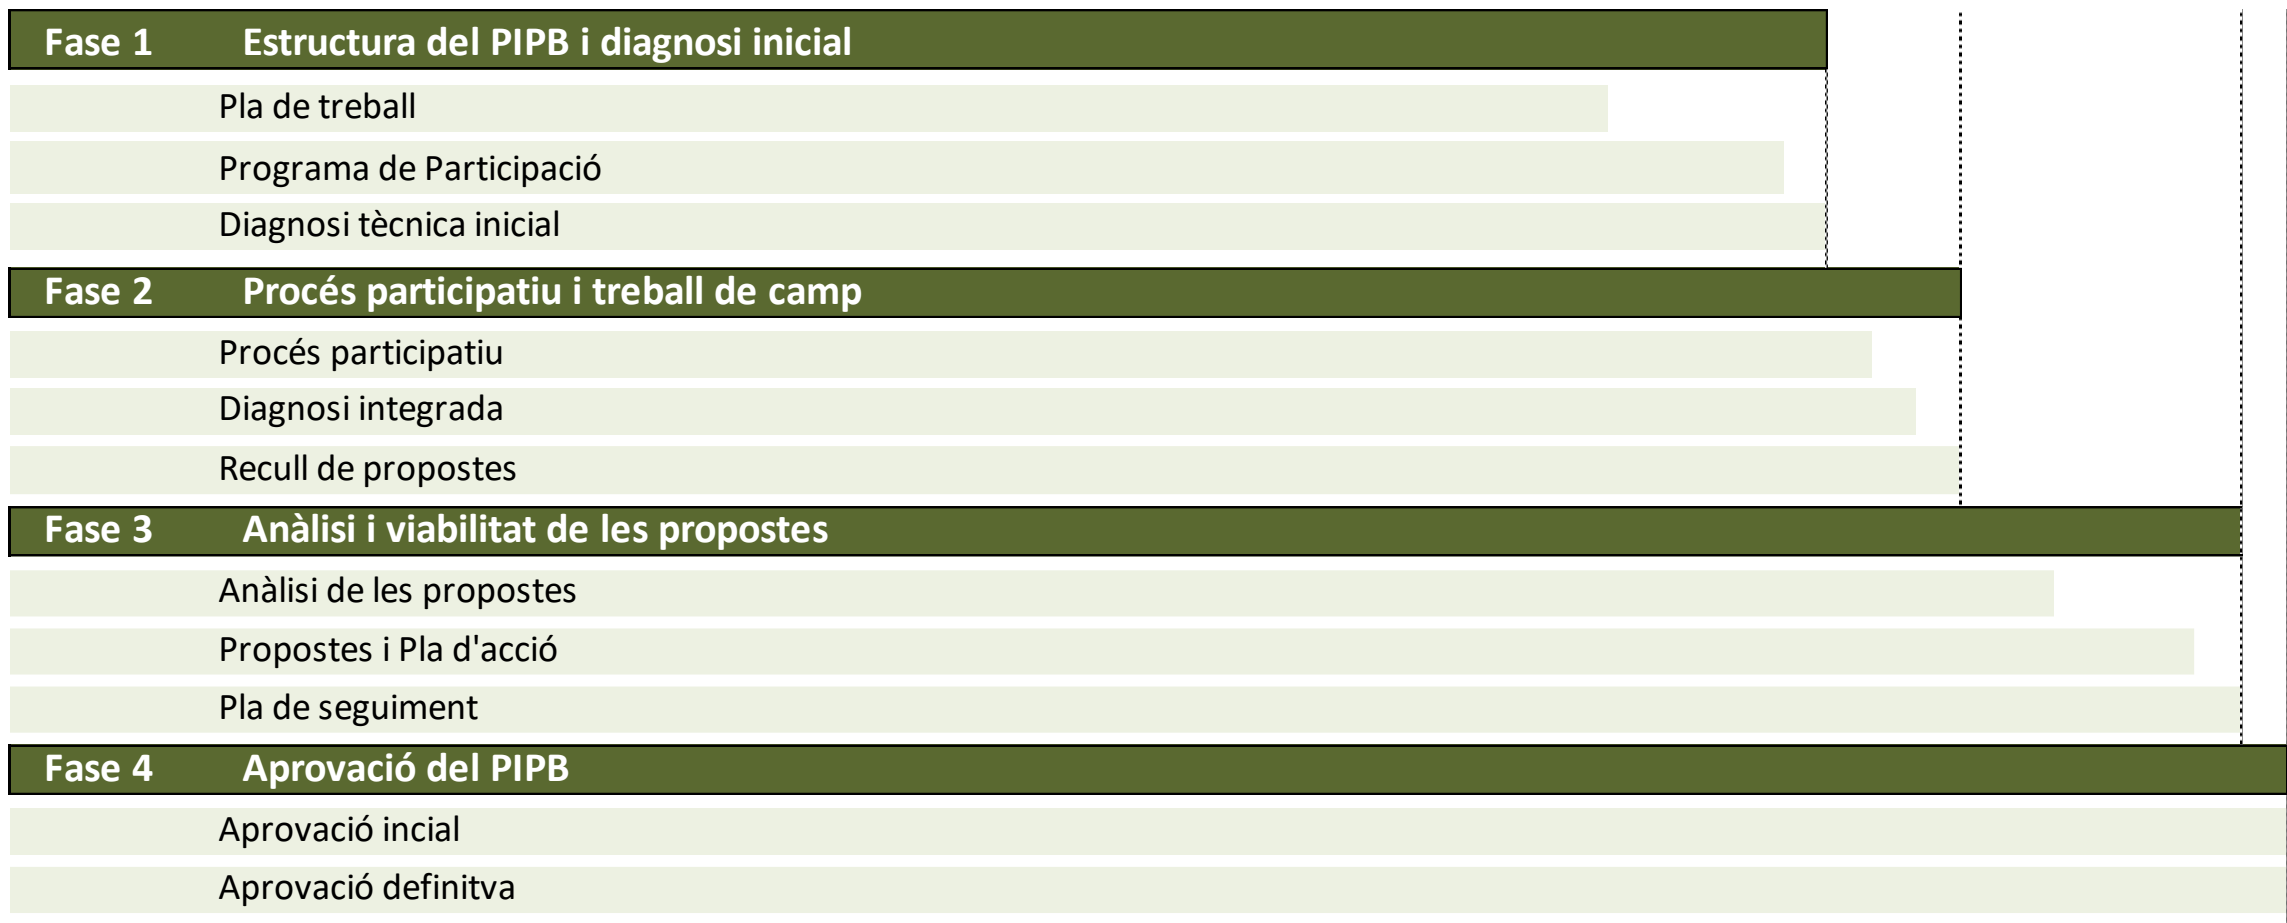 Fase 1 Estructura del PIPB i diagnosi inicial
Pla de treball
Programa de Participació
Diagnosi tècnica inicial
Fase 2 Procés participatiu i treball de camp
Procés participatiu
Diagnosi integrada
Recull de propostes
Fase 3 Anàlisi i viabilitat de les propostes
Anàlisi de les propostes
Propostes i Pla d'acció
Pla de seguiment
Fase 4 Aprovació del PIPB
Aprovació incial
Aprovació definitva